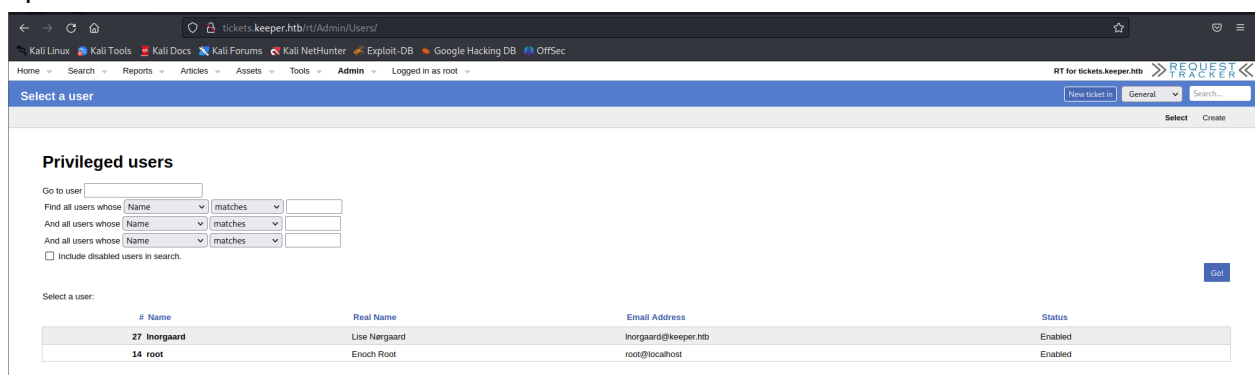 tickets.keeper.htb/rt/Admin/Users/
Kali Linux Kali Tools Kali Docs Kali Forums Kali NetHunter Exploit-DB Google Hacking DB OffSec
Home Search Reports Articles Assets Tools Admin Logged in as root RT for tickets.keeper.htb REQUEST TRACKER
Select a user New ticket in General Search...
Select Create
Privileged users
Go to user
Find all users whose Name matches
And all users whose Name matches
And all users whose Name matches
Include disabled users in search.
Go!
Select a user:
# Name Real Name Email Address Status
27 lnorgaard Lise Nørgaard lnorgaard@keeper.htb Enabled
14 root Enoch Root root@localhost Enabled